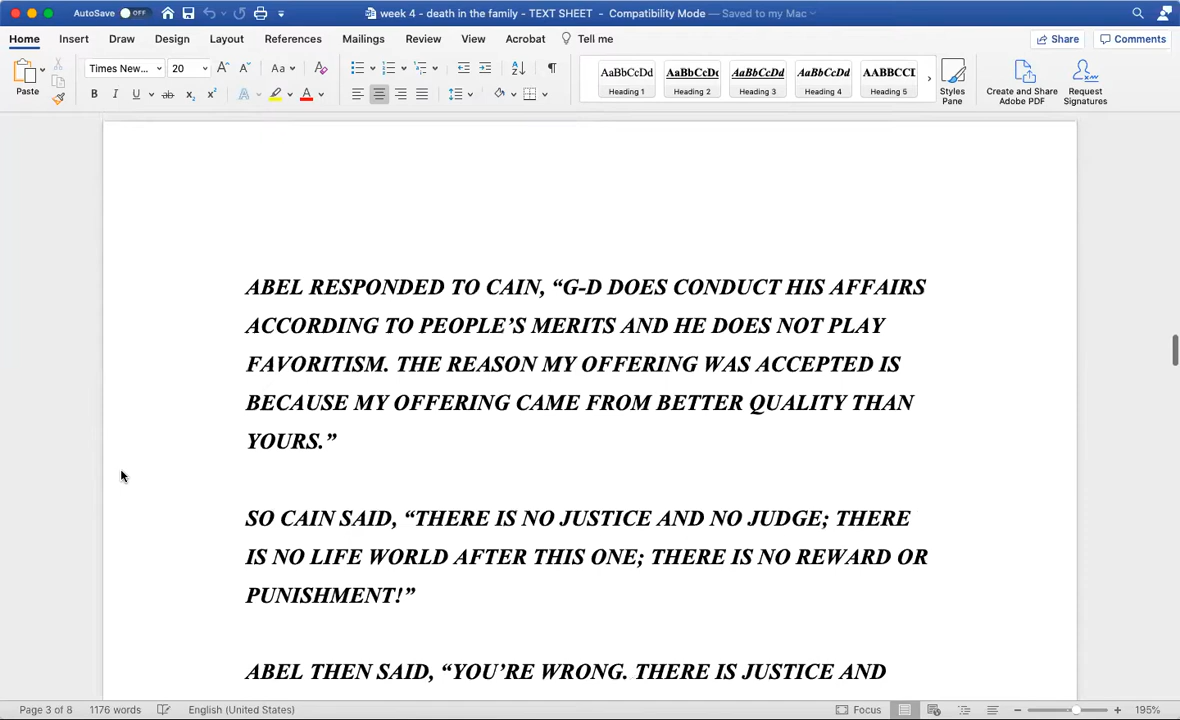 AutoSave OFF week 4 - death in the family - TEXT SHEET - Compatibility Mode — Saved to my Mac
Home Insert Draw Design Layout References Mailings Review View Acrobat Tell me Share Comments
Paste Times New... 20 Aa AaBbCcDd Heading 1 AaBbCcDc Heading 2 AaBbCcDd Heading 3 AaBbCcDd Heading 4 AABBCCI Heading 5 Styles Pane Create and Share Adobe PDF Request Signatures
ABEL RESPONDED TO CAIN, “G-D DOES CONDUCT HIS AFFAIRS
ACCORDING TO PEOPLE’S MERITS AND HE DOES NOT PLAY
FAVORITISM. THE REASON MY OFFERING WAS ACCEPTED IS
BECAUSE MY OFFERING CAME FROM BETTER QUALITY THAN
YOURS.”
SO CAIN SAID, “THERE IS NO JUSTICE AND NO JUDGE; THERE
IS NO LIFE WORLD AFTER THIS ONE; THERE IS NO REWARD OR
PUNISHMENT!”
ABEL THEN SAID, “YOU’RE WRONG. THERE IS JUSTICE AND
Page 3 of 8 1176 words English (United States) Focus 195%